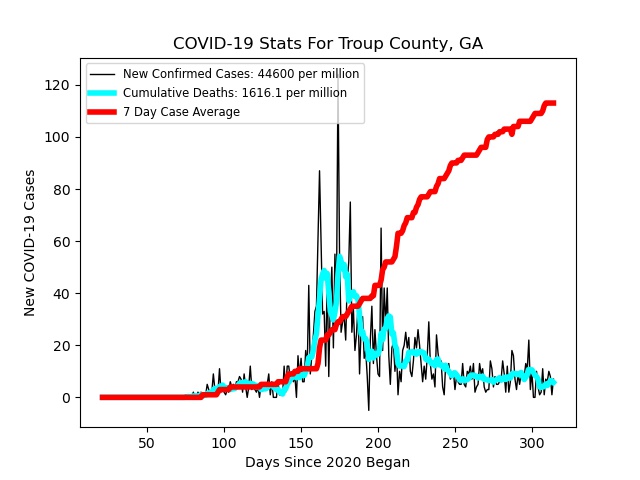 COVID-19 Stats For Troup County, GA
New Confirmed Cases: 44600 per million
Cumulative Deaths: 1616.1 per million
7 Day Case Average
120
100
80
60
40
20
0
New COVID-19 Cases
50 100 150 200 250 300
Days Since 2020 Began